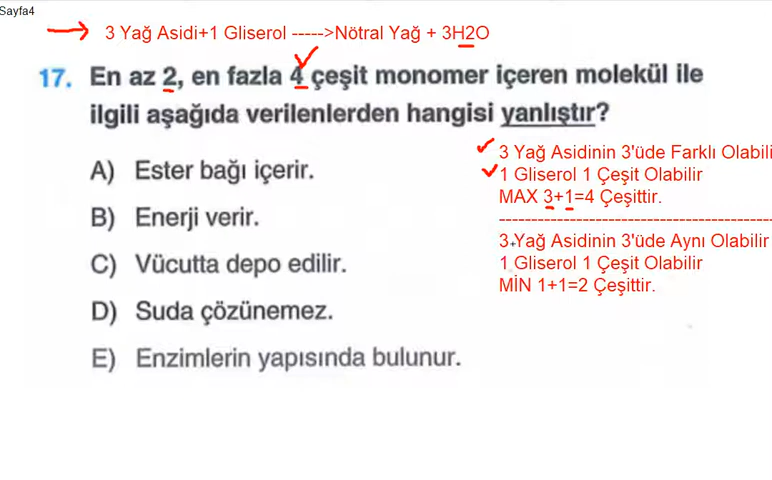 Sayfa4
3 Yağ Asidi+1 Gliserol ----->Nötral Yağ + 3H2O
17. En az 2, en fazla 4 çeşit monomer içeren molekül ile
ilgili aşağıda verilenlerden hangisi yanlıştır?
A) Ester bağı içerir.
B) Enerji verir.
C) Vücutta depo edilir.
D) Suda çözünemez.
E) Enzimlerin yapısında bulunur.
3 Yağ Asidinin 3'üde Farklı Olabili
1 Gliserol 1 Çeşit Olabilir
MAX 3+1=4 Çeşittir.
--------------------------------------------
3 Yağ Asidinin 3'üde Aynı Olabilir
1 Gliserol 1 Çeşit Olabilir
MİN 1+1=2 Çeşittir.